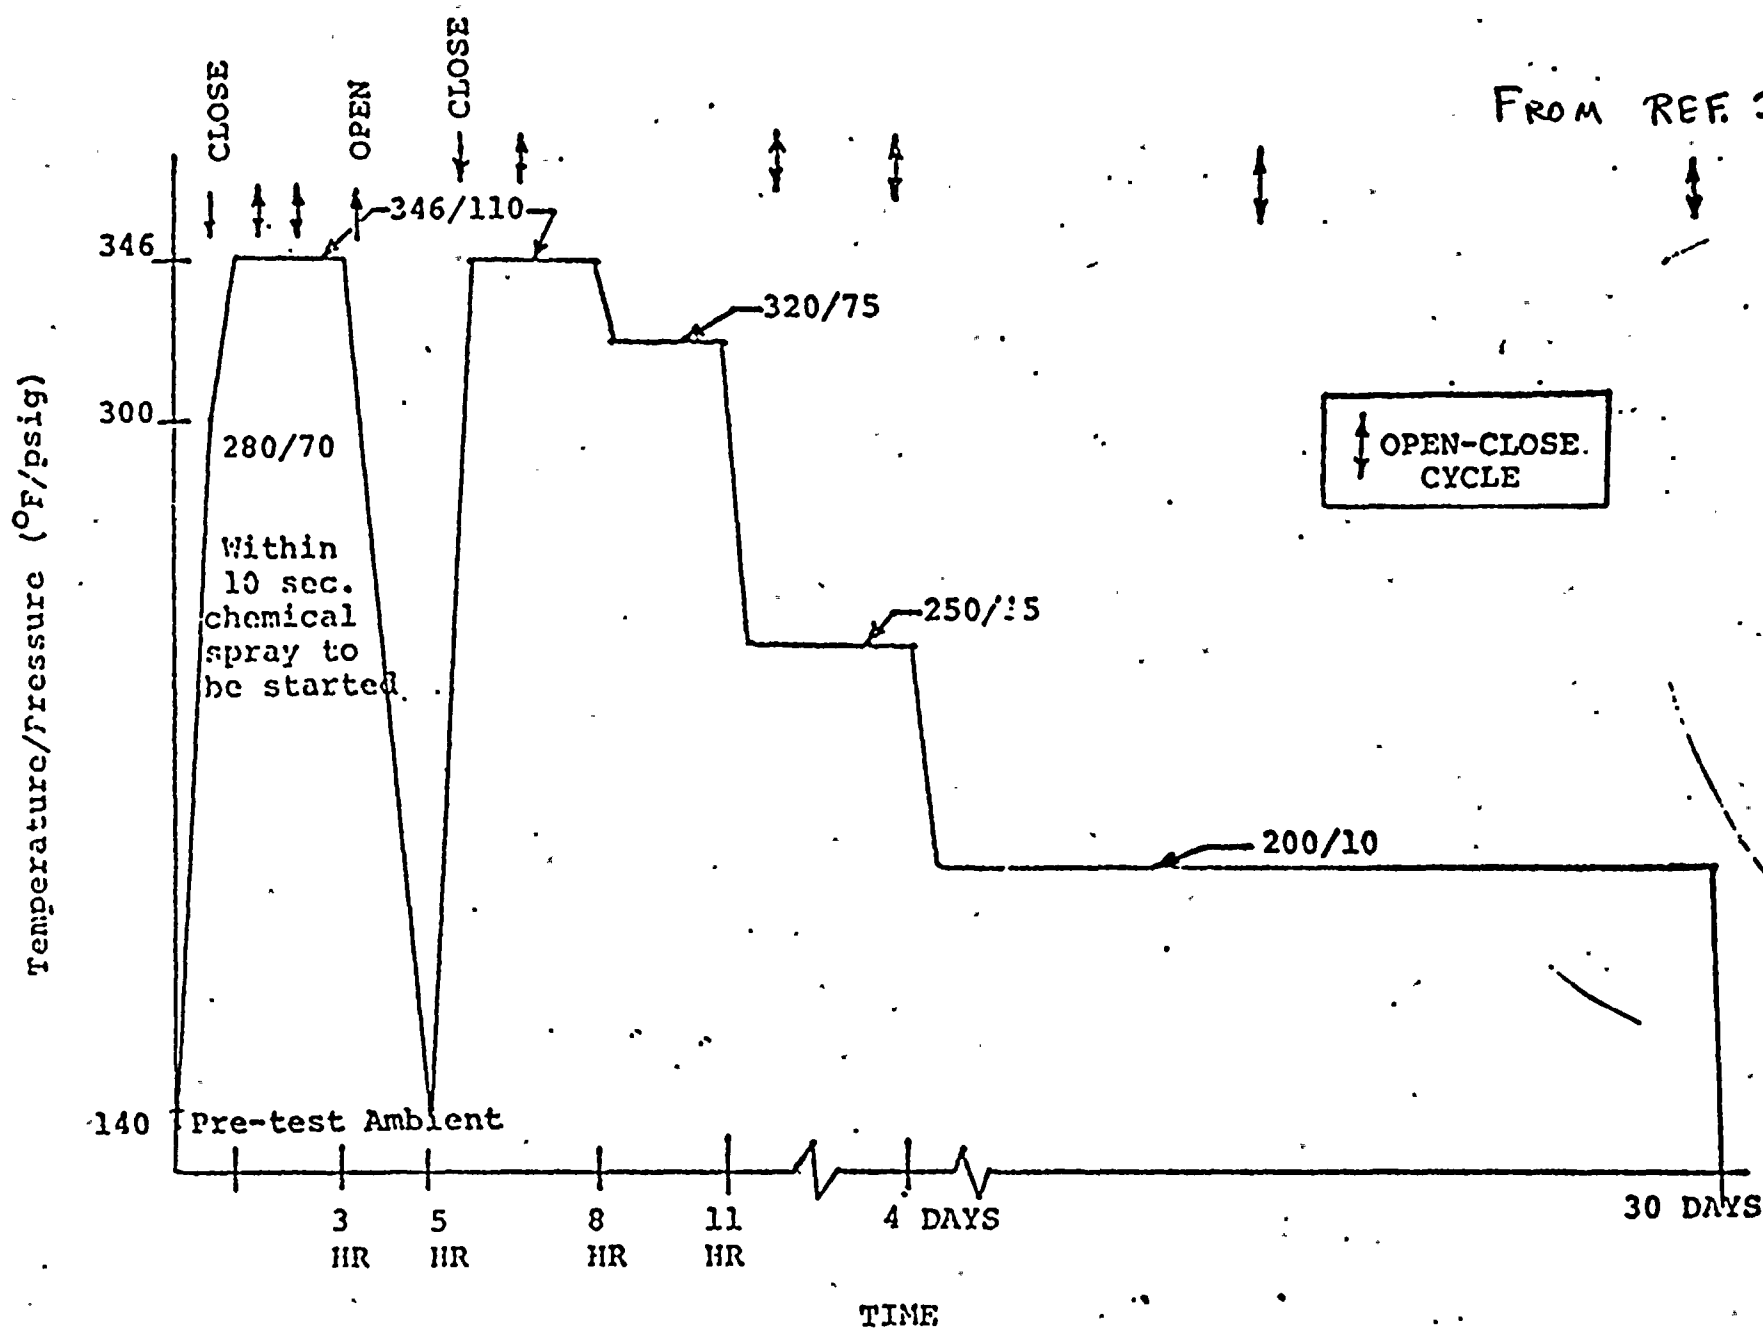 CLOSE
OPEN
CLOSE
FROM REF.
346/110
346
320/75
300
280/70
OPEN-CLOSE.
CYCLE
Within
10 sec.
chemical
spray to
be started
Temperature/Pressure (°F/psig)
200/10
140
Pre-test Ambient
3
HR
5
HR
8
HR
11
HR
4 DAYS
30 DAYS
TIME